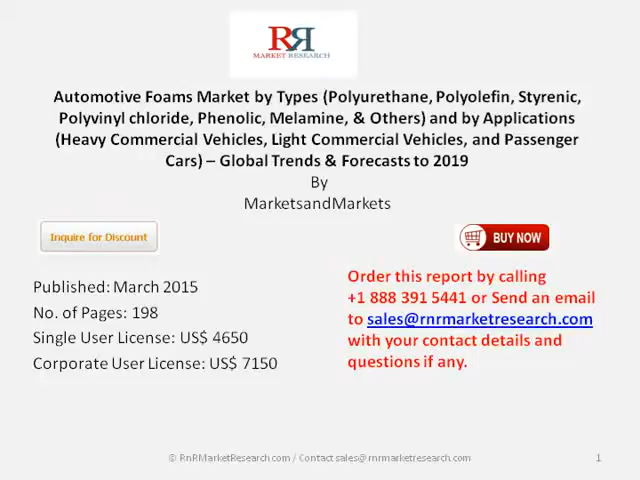 RR
MARKET RESEARCH
Automotive Foams Market by Types (Polyurethane, Polyolefin, Styrenic,
Polyvinyl chloride, Phenolic, Melamine, & Others) and by Applications
(Heavy Commercial Vehicles, Light Commercial Vehicles, and Passenger
Cars) – Global Trends & Forecasts to 2019
By
MarketsandMarkets
Inquire for Discount
BUY NOW
Published: March 2015
No. of Pages: 198
Single User License: US$ 4650
Corporate User License: US$ 7150
Order this report by calling
+1 888 391 5441 or Send an email
to sales@rnrmarketresearch.com
with your contact details and
questions if any.
© RnRMarketResearch.com / Contact sales@rnrmarketresearch.com
1